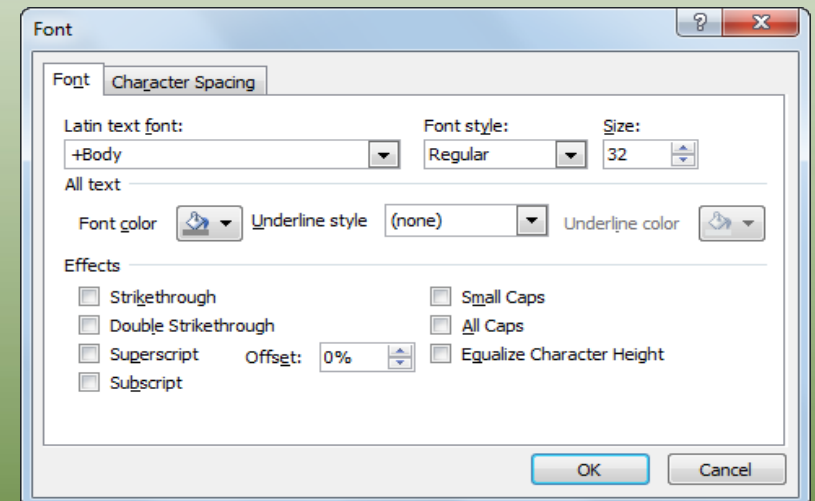 Font
Font Character Spacing
Latin text font: Font style: Size:
+Body Regular 32
All text
Font color Underline style (none) Underline color
Effects
Strikethrough Small Caps
Double Strikethrough All Caps
Superscript Offset: 0% Equalize Character Height
Subscript
OK Cancel